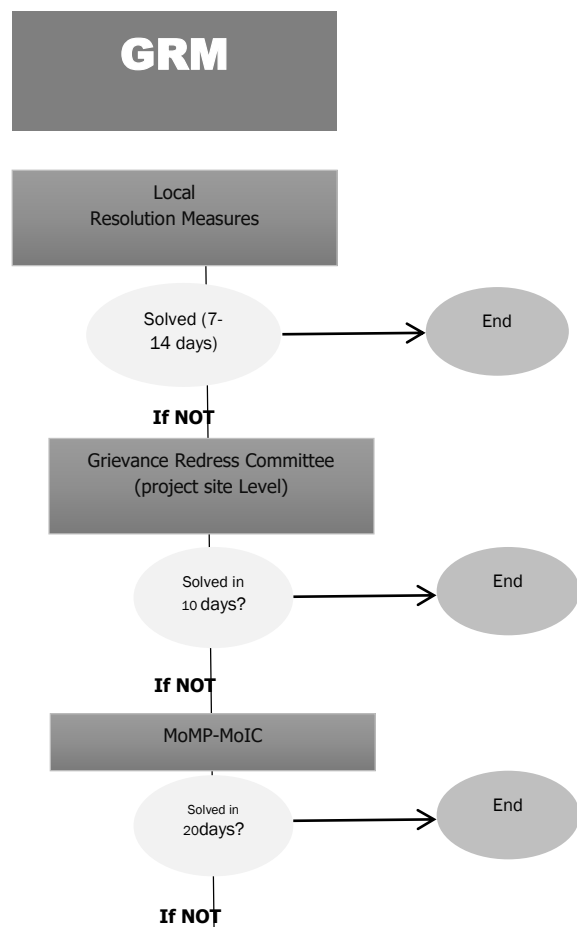 GRM
Local
Resolution Measures
Solved (7-
14 days)
End
If NOT
Grievance Redress Committee
(project site Level)
Solved in
10 days?
End
If NOT
MoMP-MoIC
Solved in
20days?
End
If NOT